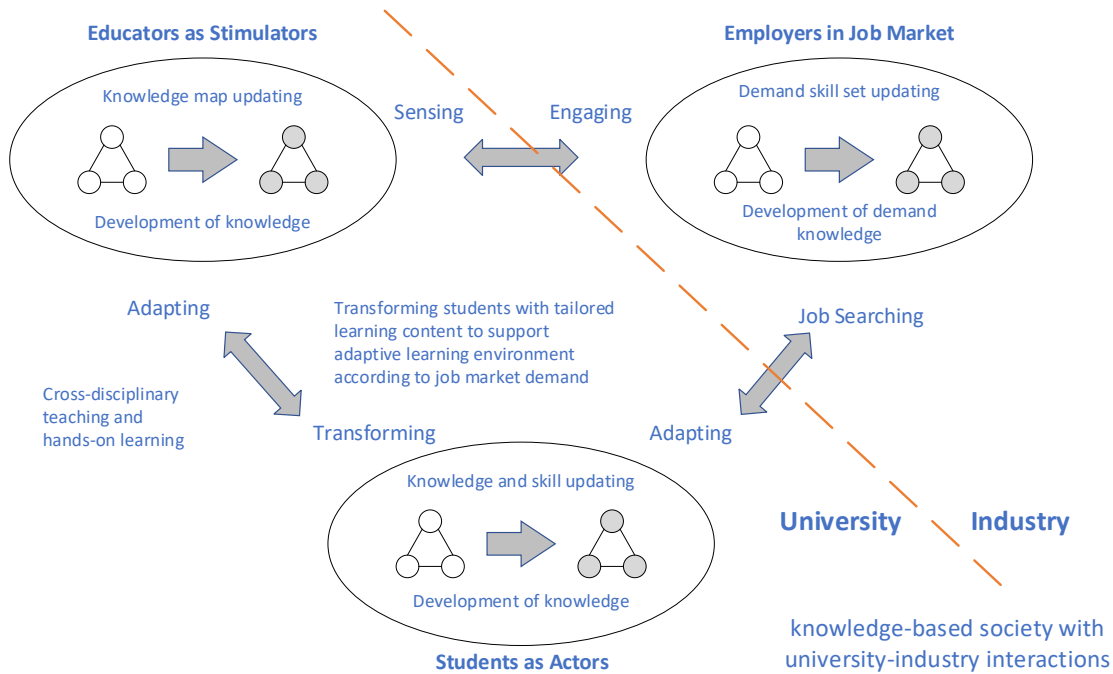 Educators as Stimulators
Knowledge map updating
Development of knowledge
Sensing
Engaging
Employers in Job Market
Demand skill set updating
Development of demand
knowledge
Adapting
Transforming students with tailored
learning content to support
adaptive learning environment
according to job market demand
Job Searching
Cross-disciplinary
teaching and
hands-on learning
Transforming
Adapting
Knowledge and skill updating
Development of knowledge
Students as Actors
University
Industry
knowledge-based society with
university-industry interactions